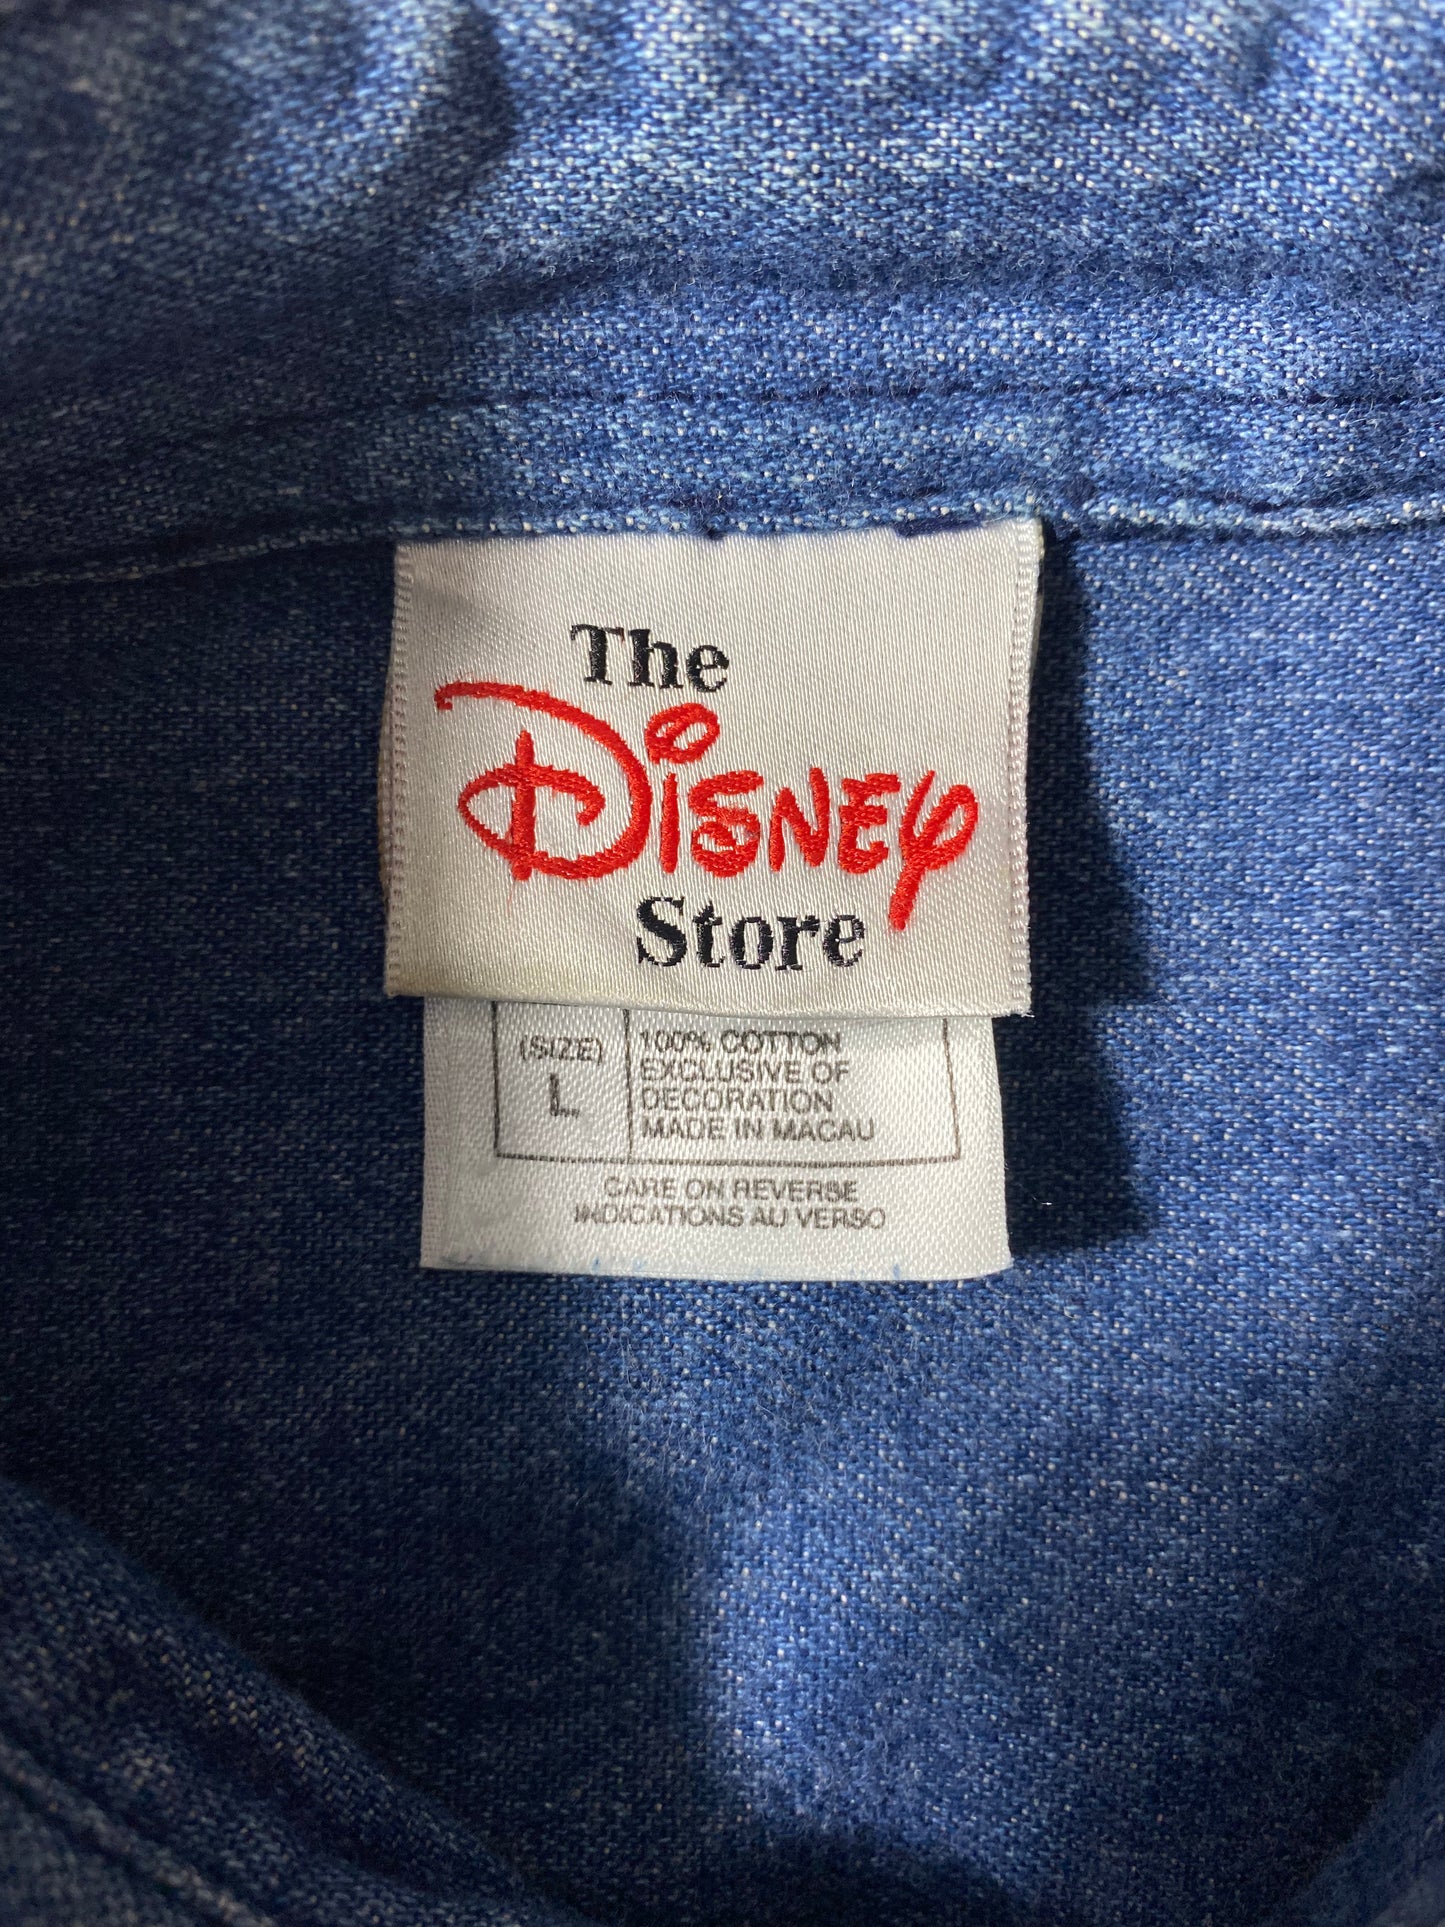 The
Disney
Store
(SIZE)
L
100% COTTON
EXCLUSIVE OF
DECORATION
MADE IN MACAU
CARE ON REVERSE
INDICATIONS AU VERSO